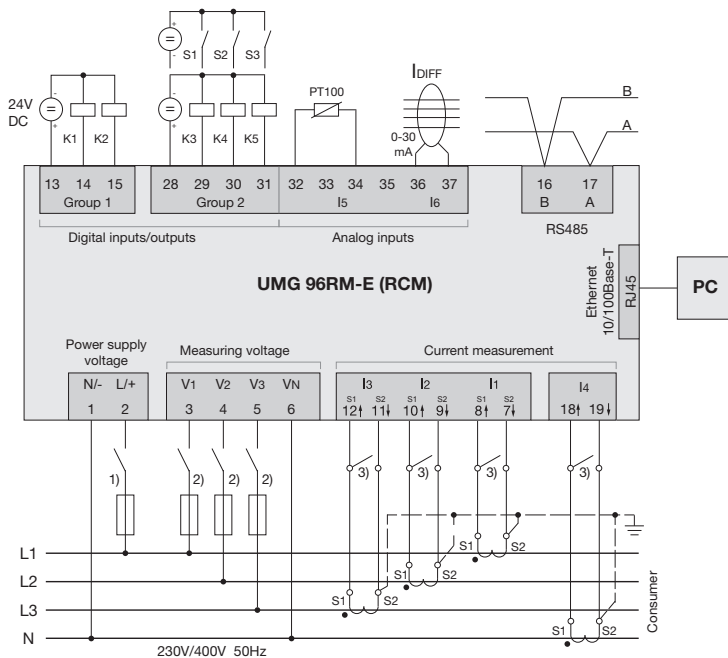 S1 S2 S3
IDIFF
PT100
24V
DC
K1 K2 K3 K4 K5
0-30
mA
B
A
13 14 15 28 29 30 31 32 33 34 35 36 37 16 17
Group 1 Group 2 I5 I6 B A
RS485
Digital inputs/outputs Analog inputs
UMG 96RM-E (RCM)
Ethernet
10/100Base-T
RJ45
PC
Power supply
voltage
Measuring voltage
Current measurement
N/- L/+ V1 V2 V3 VN I3 I2 I1 I4
S1 S2 S1 S2 S1 S2
1 2 3 4 5 6 12↑ 11↓ 10↑ 9↓ 8↑ 7↓ 18↑ 19↓
1) 2) 2) 2) 3) 3) 3) 3)
L1
S1 S2
L2
S1 S2
L3
S1 S2
N
S1 S2
Consumer
230V/400V 50Hz